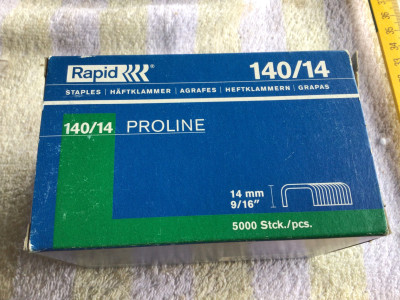 Rapid 140/14
STAPLES | HÄFTKLAMMER | AGRAFES | HEFTKLAMMERN | GRAPAS
140/14 PROLINE
14 mm
9/16"
5000 Stck./pcs.